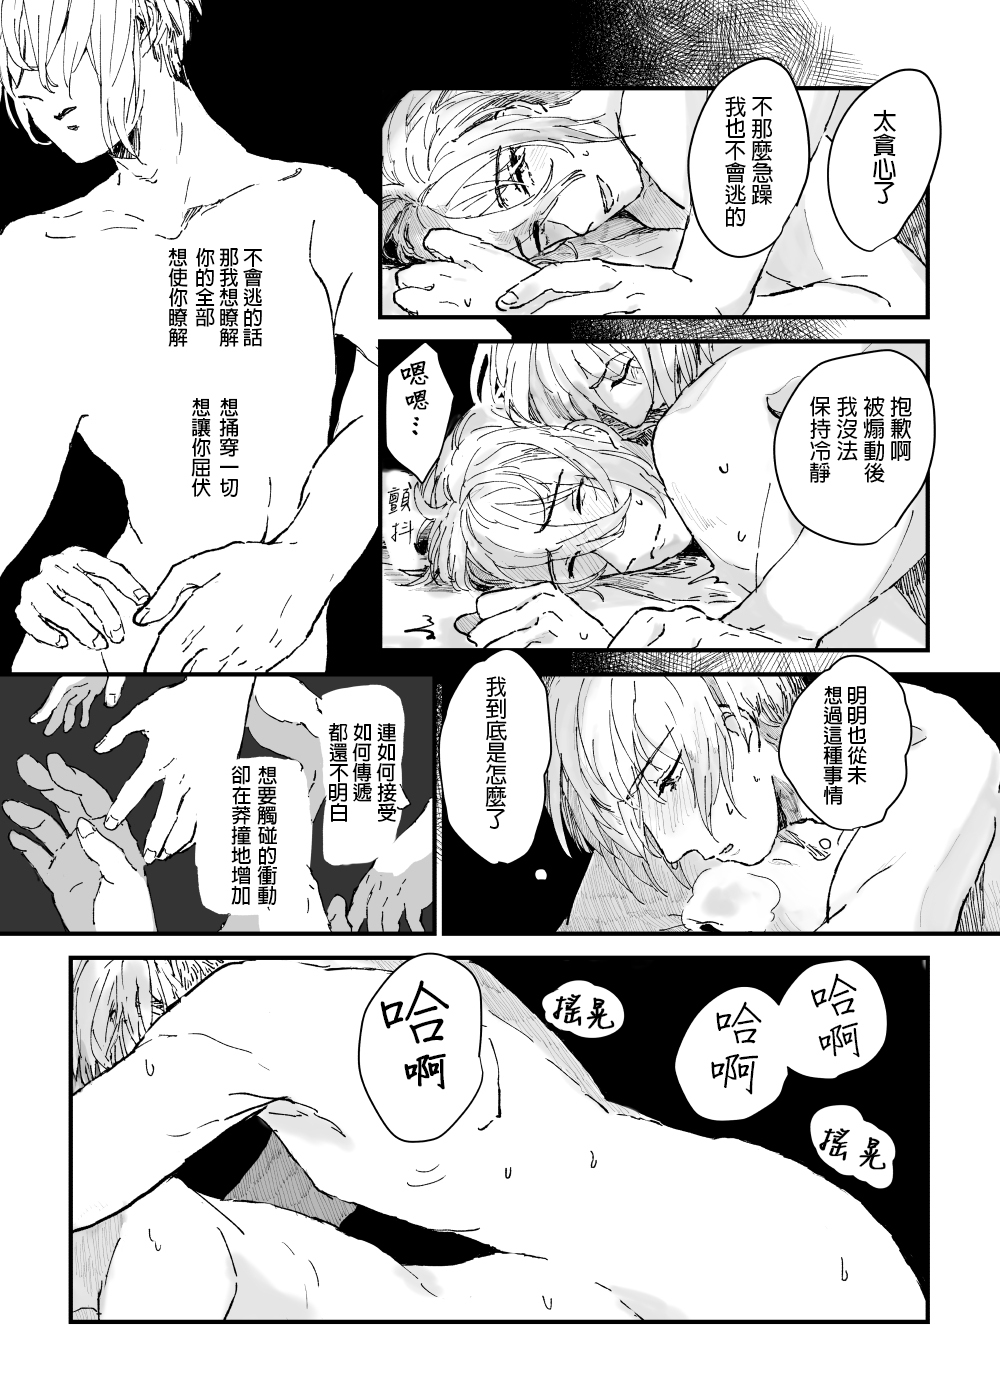 太貪心了
不那麼急躁
我也不會逃的
抱歉啊
被煽動後
我沒法
保持冷靜
嗯嗯…
顫抖
不會逃的話
那我想瞭解
你的全部
想使你瞭解
想捅穿一切
想讓你屈伏
明明也從未
想過這種事情
我到底是怎麼了
連如何接受
如何傳遞
都還不明白
想要觸碰的衝動
卻在莽撞地增加
哈啊
哈啊
搖晃
哈啊
搖晃